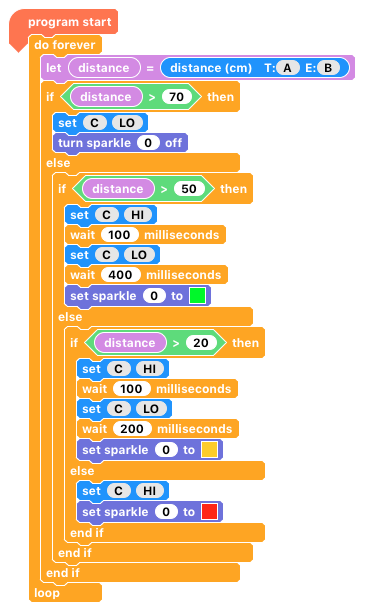 program start
do forever
let distance = distance (cm) T: A E: B
if distance > 70 then
set C LO
turn sparkle 0 off
else
if distance > 50 then
set C HI
wait 100 milliseconds
set C LO
wait 400 milliseconds
set sparkle 0 to
else
if distance > 20 then
set C HI
wait 100 milliseconds
set C LO
wait 200 milliseconds
set sparkle 0 to
else
set C HI
set sparkle 0 to
end if
end if
end if
loop